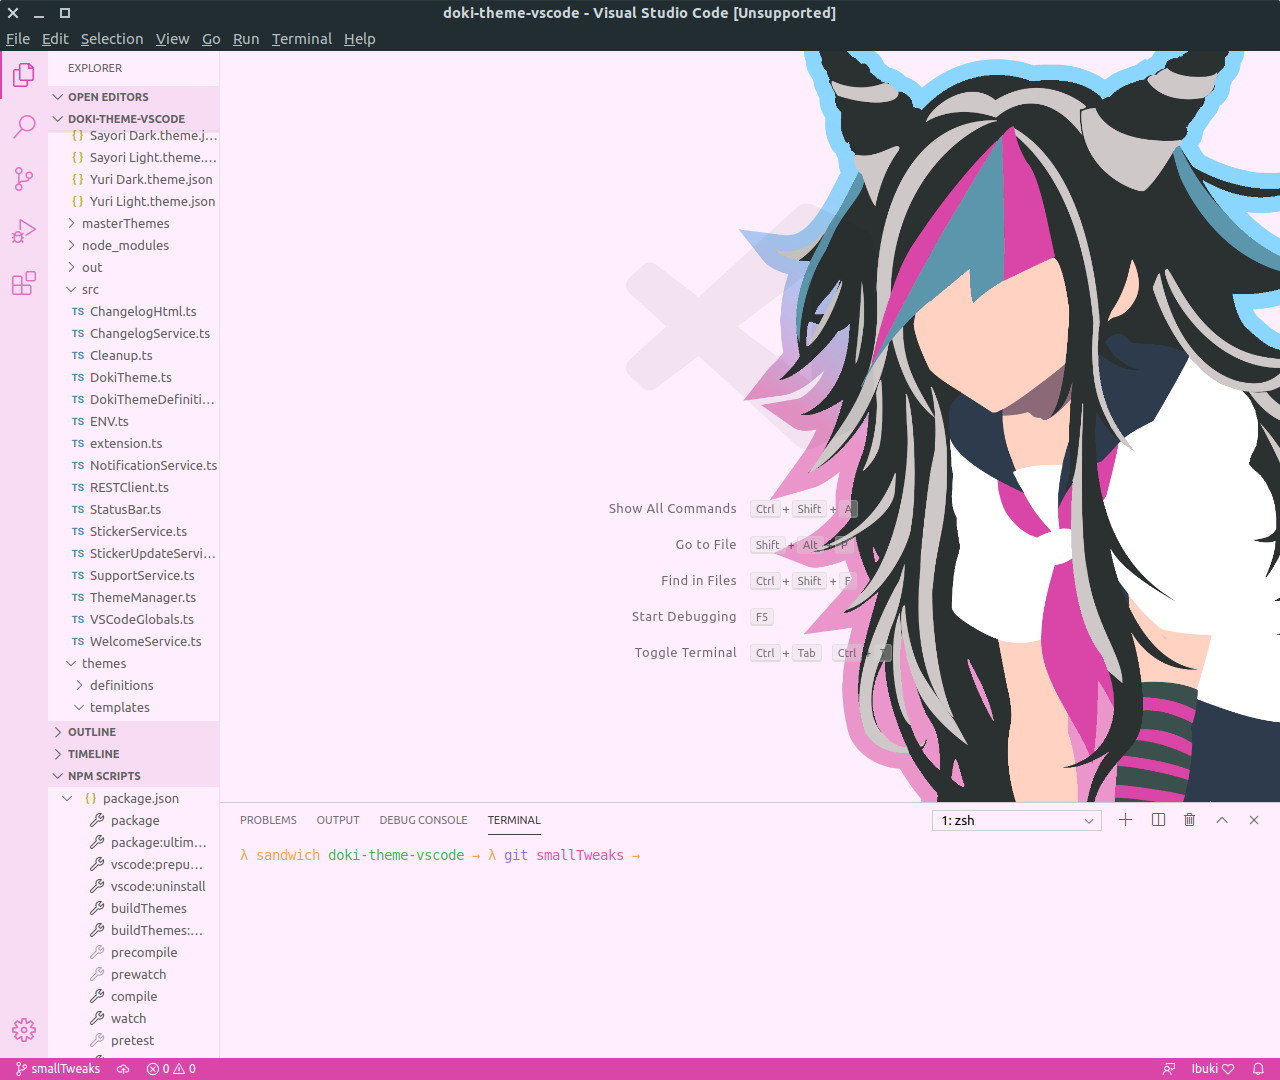 doki-theme-vscode - Visual Studio Code [Unsupported]
File Edit Selection View Go Run Terminal Help
EXPLORER
OPEN EDITORS
DOKI-THEME-VSCODE
{} Sayori Dark.theme.j...
{} Sayori Light.theme....
{} Yuri Dark.theme.json
{} Yuri Light.theme.json
masterThemes
node_modules
out
src
TS ChangelogHtml.ts
TS ChangelogService.ts
TS Cleanup.ts
TS DokiTheme.ts
TS DokiThemeDefiniti...
TS ENV.ts
TS extension.ts
TS NotificationService.ts
TS RESTClient.ts
TS StatusBar.ts
TS StickerService.ts
TS StickerUpdateServi...
TS SupportService.ts
TS ThemeManager.ts
TS VSCodeGlobals.ts
TS WelcomeService.ts
themes
definitions
templates
OUTLINE
TIMELINE
NPM SCRIPTS
{} package.json
package
package:ultim...
vscode:prepu...
vscode:uninstall
buildThemes
buildThemes:...
precompile
prewatch
compile
watch
pretest
Show All Commands Ctrl + Shift + A
Go to File Shift + Alt + P
Find in Files Ctrl + Shift + F
Start Debugging F5
Toggle Terminal Ctrl + Tab Ctrl + T
PROBLEMS OUTPUT DEBUG CONSOLE TERMINAL 1: zsh
λ sandwich doki-theme-vscode → λ git smallTweaks →
smallTweaks 0 0 Ibuki ♡